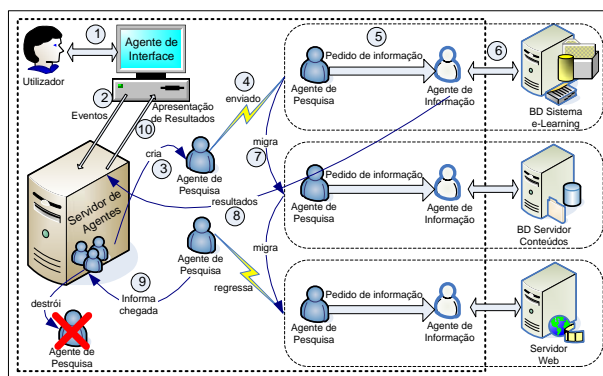 1
Agente de
Interface
Utilizador
2
Eventos
10
Apresentação
de Resultados
4
enviado
cria
3
Agente de
Pesquisa
Servidor de
Agentes
resultados
8
Agente de
Pesquisa
regressa
9
Informa
chegada
destrói
Agente de
Pesquisa
5
Pedido de informação
6
Agente de
Pesquisa
Agente de
Informação
BD Sistema
e-Learning
migra
7
Pedido de informação
Agente de
Pesquisa
Agente de
Informação
BD Servidor
Conteúdos
migra
Pedido de informação
Agente de
Pesquisa
Agente de
Informação
Servidor
Web